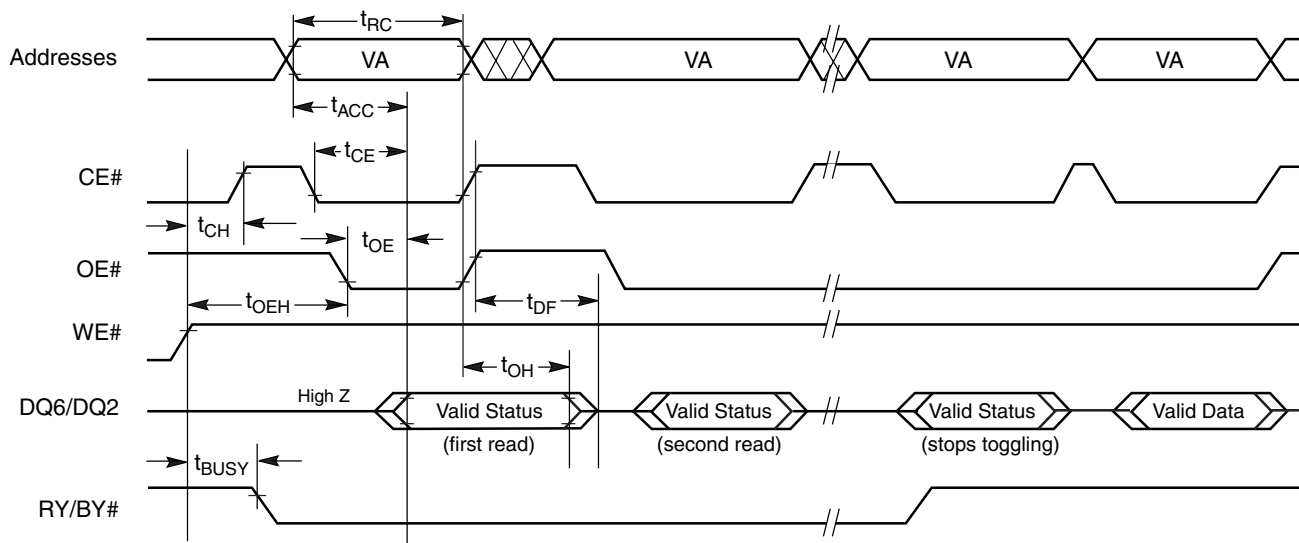 tRC
Addresses VA VA VA VA
tACC
tCE
CE#
tCH tOE
OE#
tOEH tDF
WE#
tOH
High Z
DQ6/DQ2 Valid Status Valid Status Valid Status Valid Data
(first read) (second read) (stops toggling)
tBUSY
RY/BY#